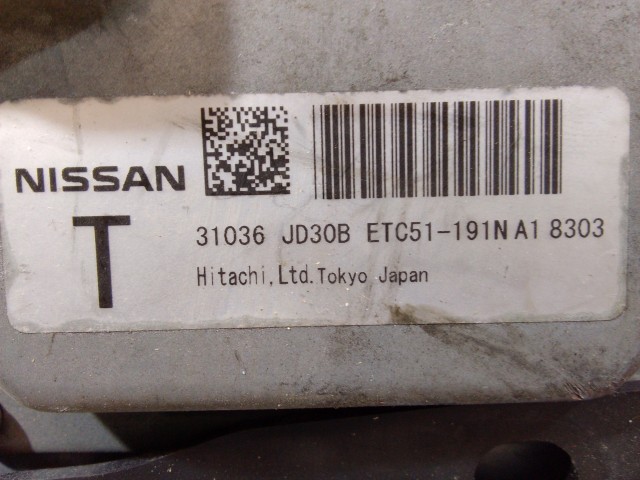 NISSAN
T
31036 JD30B ETC51-191N A1 8303
Hitachi,Ltd.Tokyo Japan